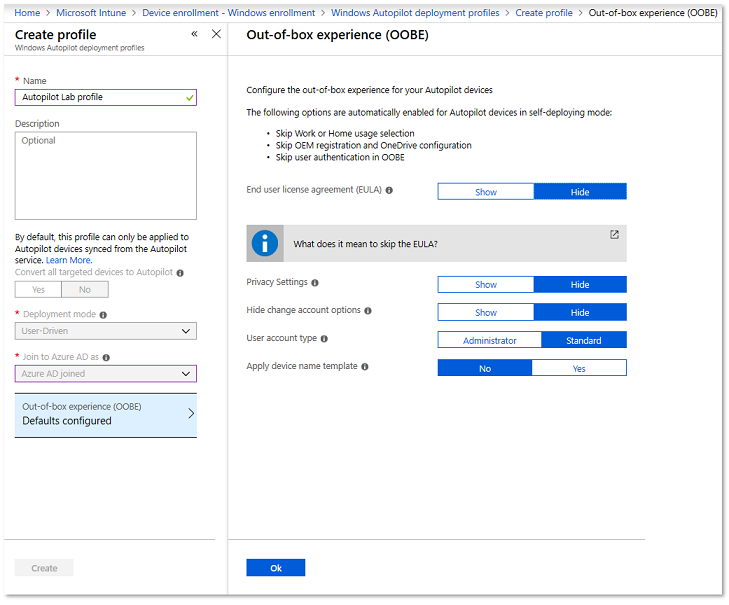 Home > Microsoft Intune > Device enrollment - Windows enrollment > Windows Autopilot deployment profiles > Create profile > Out-of-box experience (OOBE)
Create profile
Windows Autopilot deployment profiles
* Name
Autopilot Lab profile
Description
Optional
By default, this profile can only be applied to
Autopilot devices synced from the Autopilot
service. Learn More.
Convert all targeted devices to Autopilot
Yes No
* Deployment mode
User-Driven
* Join to Azure AD as
Azure AD joined
Out-of-box experience (OOBE)
Defaults configured
Create
Out-of-box experience (OOBE)
Configure the out-of-box experience for your Autopilot devices
The following options are automatically enabled for Autopilot devices in self-deploying mode:
• Skip Work or Home usage selection
• Skip OEM registration and OneDrive configuration
• Skip user authentication in OOBE
End user license agreement (EULA) Show Hide
What does it mean to skip the EULA?
Privacy Settings Show Hide
Hide change account options Show Hide
User account type Administrator Standard
Apply device name template No Yes
Ok